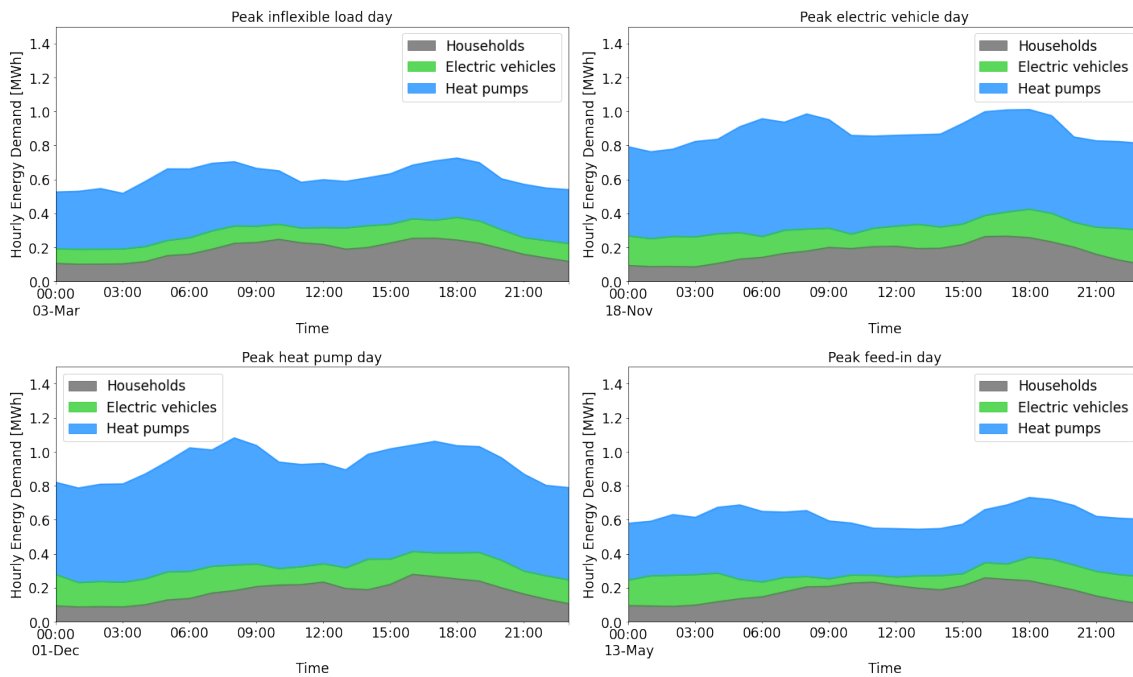 Peak inflexible load day
Hourly Energy Demand [MWh]
1.4
1.2
1.0
0.8
0.6
0.4
0.2
0.0
Households
Electric vehicles
Heat pumps
00:00 03:00 06:00 09:00 12:00 15:00 18:00 21:00
03-Mar
Time
Peak electric vehicle day
Hourly Energy Demand [MWh]
1.4
1.2
1.0
0.8
0.6
0.4
0.2
0.0
Households
Electric vehicles
Heat pumps
00:00 03:00 06:00 09:00 12:00 15:00 18:00 21:00
18-Nov
Time
Peak heat pump day
Hourly Energy Demand [MWh]
1.4
1.2
1.0
0.8
0.6
0.4
0.2
0.0
Households
Electric vehicles
Heat pumps
00:00 03:00 06:00 09:00 12:00 15:00 18:00 21:00
01-Dec
Time
Peak feed-in day
Hourly Energy Demand [MWh]
1.4
1.2
1.0
0.8
0.6
0.4
0.2
0.0
Households
Electric vehicles
Heat pumps
00:00 03:00 06:00 09:00 12:00 15:00 18:00 21:00
13-May
Time